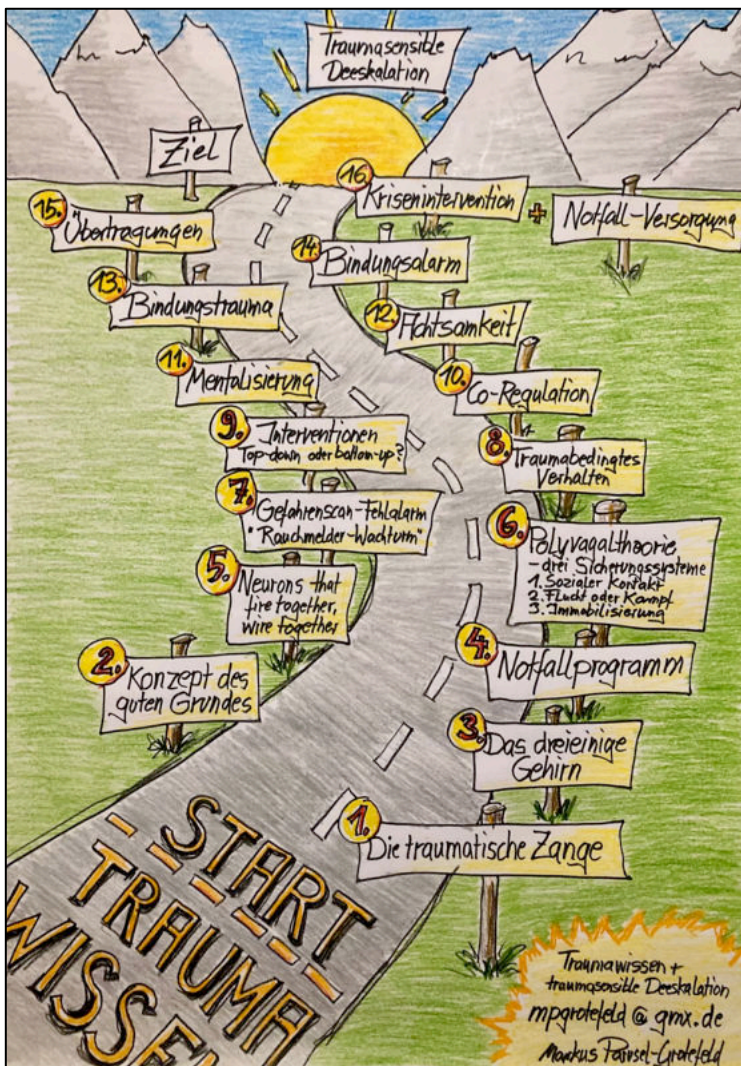 Traumasensible
Deeskalation
Ziel
16.
Krisenintervention
+
Notfall-Versorgung
15.
Übertragungen
14.
Bindungsalarm
13.
Bindungstrauma
12.
Achtsamkeit
11.
Mentalisierung
10.
Co-Regulation
9.
Interventionen
Top-down oder bottom-up?
8.
Traumabedingtes
Verhalten
7.
Gefahrenscan-Fehlalarm
"Rauchmelder-Wachturm"
6.
Polyvagaltheorie
- drei Sicherungssysteme
1. Sozialer Kontakt
2. Flucht oder Kampf
3. Immobilisierung
5.
Neurons that
fire together,
wire together
4.
Notfallprogramm
2.
Konzept des
guten Grundes
3.
Das dreieinige
Gehirn
1.
Die traumatische Zange
START
TRAUMA
WISSEN
Traumawissen +
traumasensible Deeskalation
mpgrotefeld@gmx.de
Markus -Grotefeld